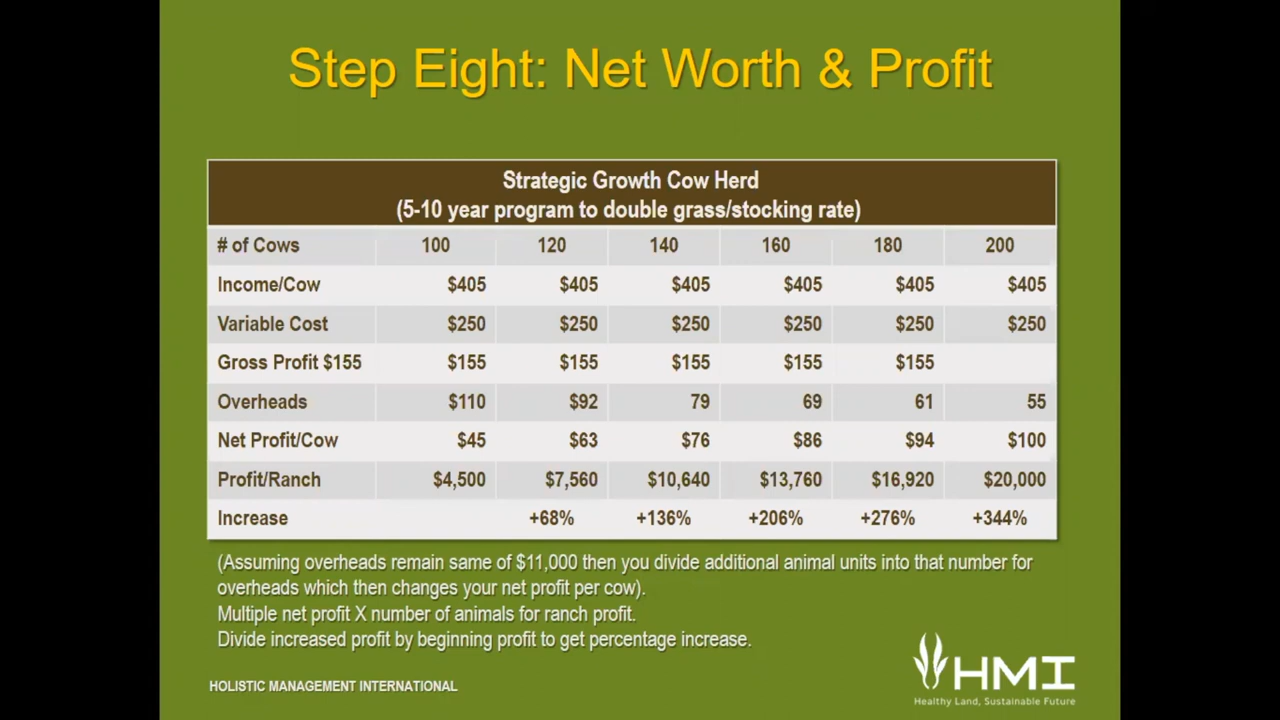 Step Eight: Net Worth & Profit
Strategic Growth Cow Herd
(5-10 year program to double grass/stocking rate)
# of Cows 100 120 140 160 180 200
Income/Cow $405 $405 $405 $405 $405 $405
Variable Cost $250 $250 $250 $250 $250 $250
Gross Profit $155 $155 $155 $155 $155 $155
Overheads $110 $92 79 69 61 55
Net Profit/Cow $45 $63 $76 $86 $94 $100
Profit/Ranch $4,500 $7,560 $10,640 $13,760 $16,920 $20,000
Increase +68% +136% +206% +276% +344%
(Assuming overheads remain same of $11,000 then you divide additional animal units into that number for
overheads which then changes your net profit per cow).
Multiple net profit X number of animals for ranch profit.
Divide increased profit by beginning profit to get percentage increase.
HOLISTIC MANAGEMENT INTERNATIONAL
HMI
Healthy Land, Sustainable Future